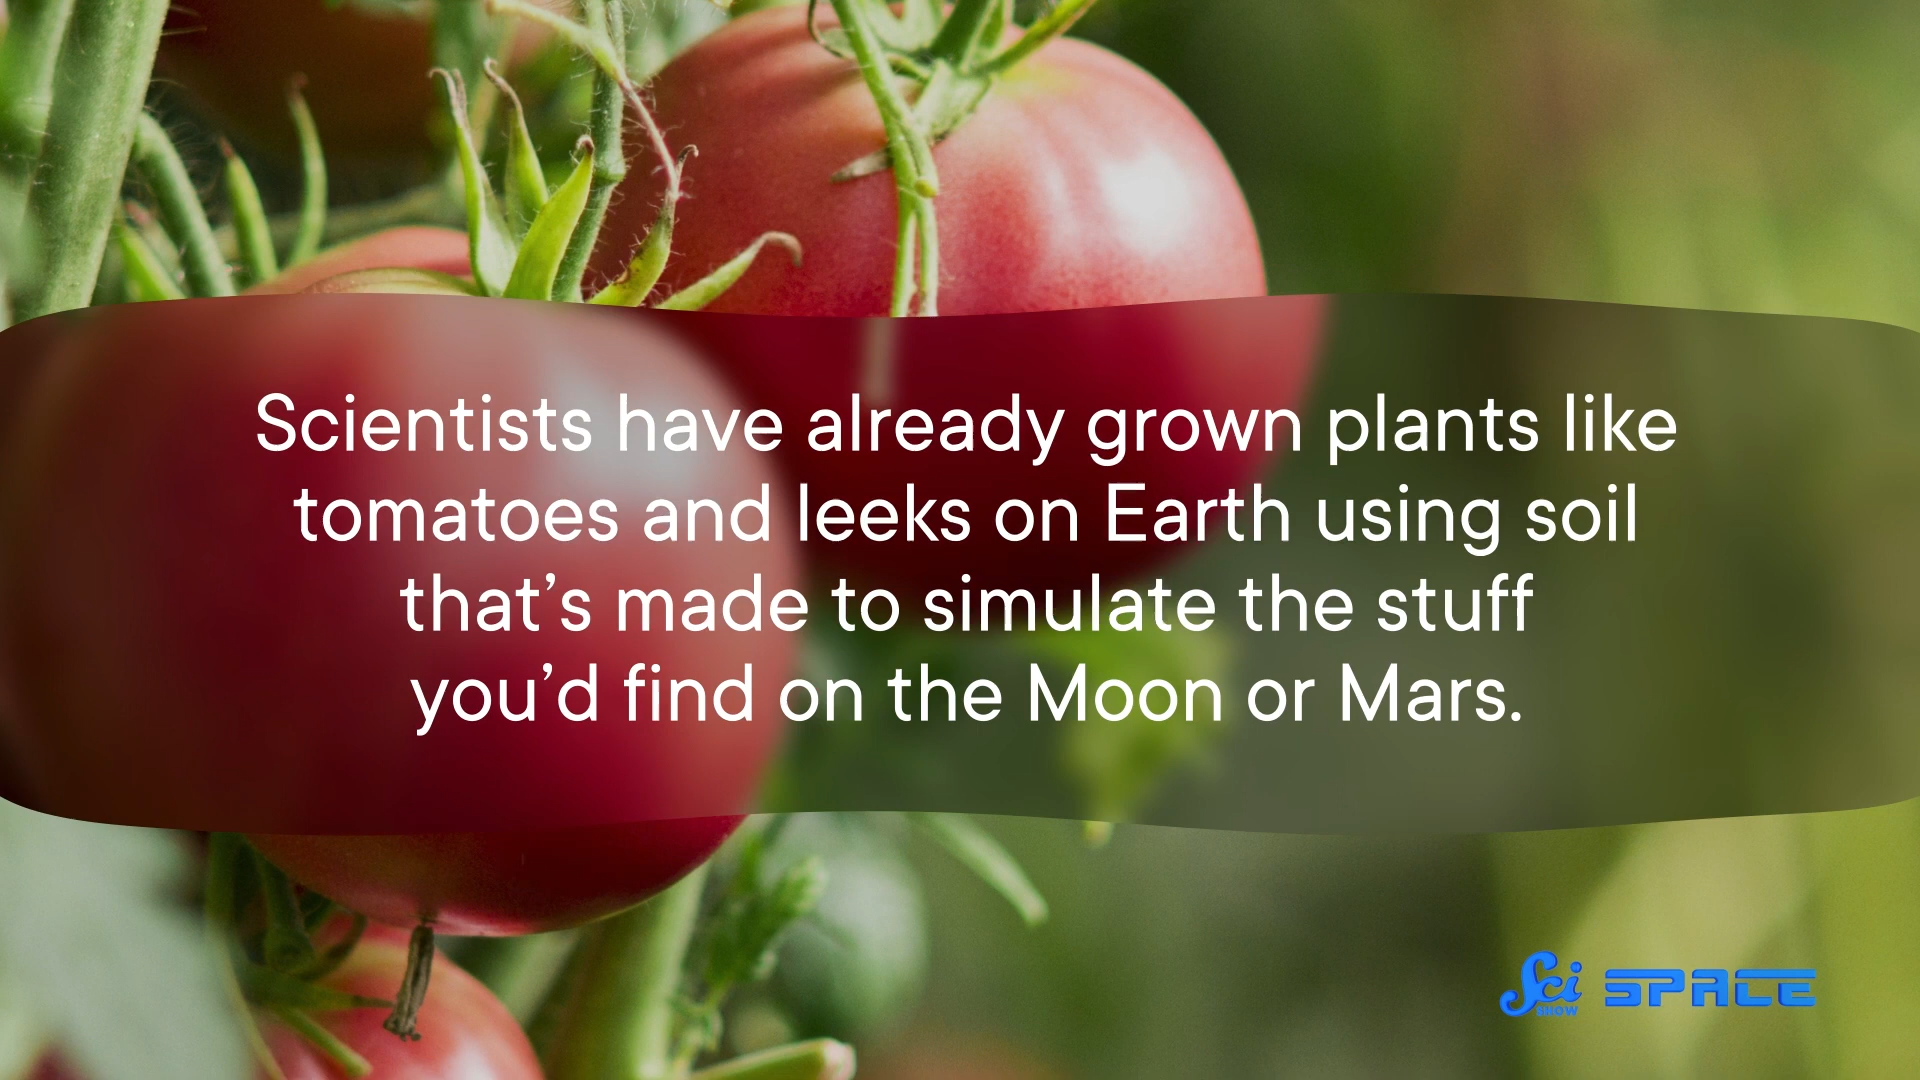 Scientists have already grown plants like
tomatoes and leeks on Earth using soil
that’s made to simulate the stuff
you’d find on the Moon or Mars.
Sci SHOW SPACE